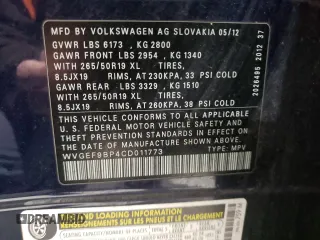 MFD BY VOLKSWAGEN AG SLOVAKIA 05/12
GVWR LBS 6173 , KG 2800
GAWR FRONT LBS 2954 , KG 1340
WITH 265/50R19 XL TIRES,
8.5JX19 RIMS, AT 230KPA, 33 PSI COLD
GAWR REAR LBS 3329 , KG 1510
WITH 265/50R19 XL TIRES,
8.5JX19 RIMS, AT 260KPA, 38 PSI COLD
THIS VEHICLE CONFORMS TO ALL APPLICABLE
FEDERAL MOTOR VEHICLE SAFETY AND
THEFT PREVENTION STANDARDS IN EFFECT ON THE
DATE OF MANUFACTURE SHOWN ABOVE.
WVGEF9BP4CD011773 TYPE: MPV
2026495 2012 37